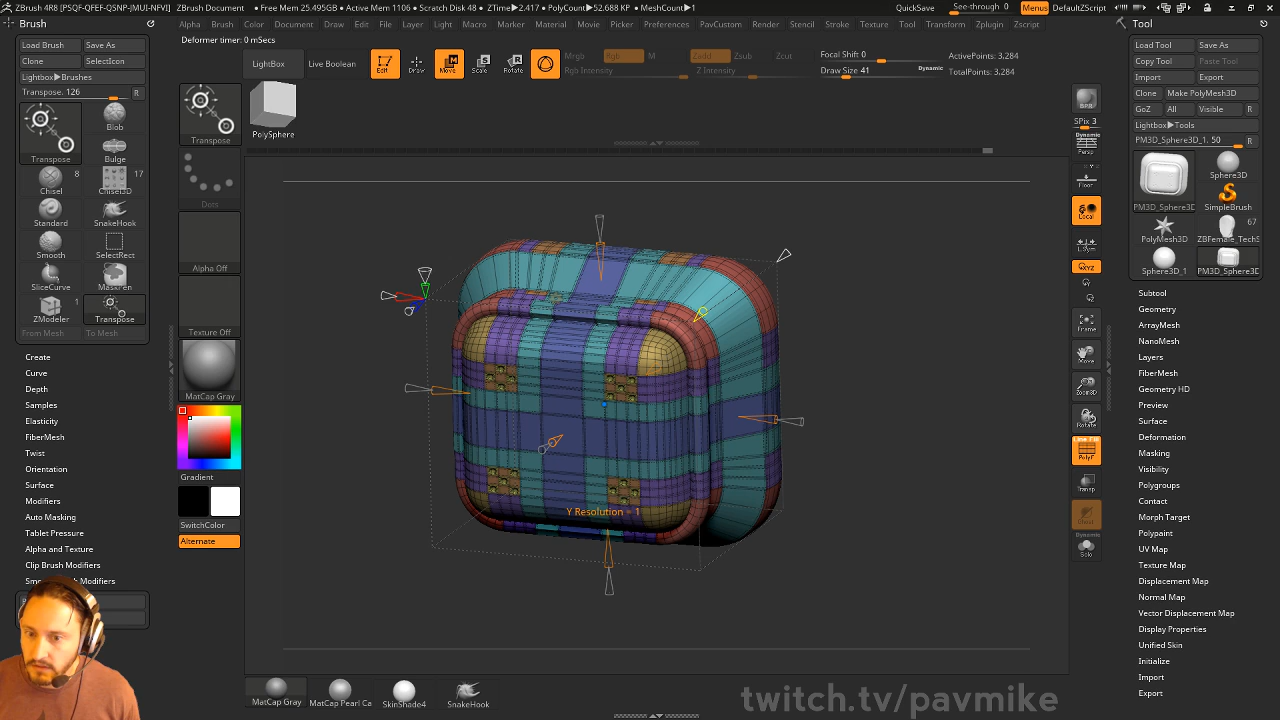 ZBrush 4R8 [PSQF-QFEF-QSNP-JMUI-NFVI] ZBrush Document • Free Mem 25.495GB • Active Mem 1106 • Scratch Disk 48 • ZTime▶2.417 • PolyCount▶52.688 KP • MeshCount▶1 QuickSave See-through 0 Menus DefaultZScript
Brush Alpha Brush Color Document Draw Edit File Layer Light Macro Marker Material Movie Picker Preferences PavCustom Render Stencil Stroke Texture Tool Transform Zplugin Zscript Tool
Deformer timer: 0 mSecs
Load Brush Save As
Clone SelectIcon
Lightbox▶Brushes
Transpose. 126 R
Transpose
Blob
Bulge
Chisel 8
Chisel3D 17
Standard
SnakeHook
Smooth
SelectRect
SliceCurve
MaskPen
ZModeler 1
Transpose
From Mesh To Mesh
Create
Curve
Depth
Samples
Elasticity
FiberMesh
Twist
Orientation
Surface
Modifiers
Auto Masking
Tablet Pressure
Alpha and Texture
Clip Brush Modifiers
LightBox Live Boolean Edit Draw Move Scale Rotate
Mrgb Rgb M Zadd Zsub Zcut
Rgb Intensity Z Intensity
Focal Shift 0
Draw Size 41 Dynamic
ActivePoints: 3,284
TotalPoints: 3,284
Transpose
PolySphere
Dots
Alpha Off
Texture Off
MatCap Gray
Gradient
SwitchColor
Alternate
Y Resolution = 1
BPR
SPix 3
Dynamic
Persp
Floor
Local
L.Sym
XYZ
Frame
Move
Zoom3D
Rotate
Line Fill
PolyF
Transp
Ghost
Dynamic
Solo
Load Tool Save As
Copy Tool Paste Tool
Import Export
Clone Make PolyMesh3D
GoZ All Visible R
Lightbox▶Tools
PM3D_Sphere3D_1. 50 R
PM3D_Sphere3D
Sphere3D
SimpleBrush
PolyMesh3D
ZBFemale_TechS 67
Sphere3D_1
PM3D_Sphere3D
Subtool
Geometry
ArrayMesh
NanoMesh
Layers
FiberMesh
Geometry HD
Preview
Surface
Deformation
Masking
Visibility
Polygroups
Contact
Morph Target
Polypaint
UV Map
Texture Map
Displacement Map
Normal Map
Vector Displacement Map
Display Properties
Unified Skin
Initialize
Import
Export
MatCap Gray MatCap Pearl Ca SkinShade4 SnakeHook
twitch.tv/pavmike